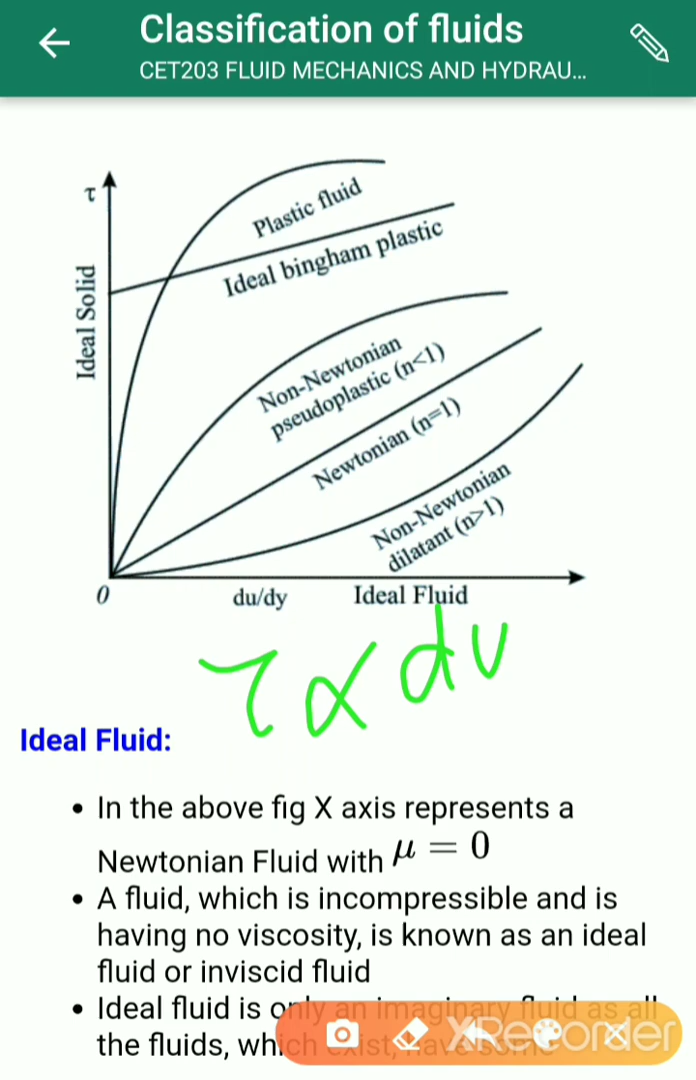 Classification of fluids
CET203 FLUID MECHANICS AND HYDRAU...
τ
Plastic fluid
Ideal bingham plastic
Ideal Solid
Non-Newtonian
pseudoplastic (n<1)
Newtonian (n=1)
Non-Newtonian
dilatant (n>1)
0
du/dy
Ideal Fluid
τ α du
Ideal Fluid:
• In the above fig X axis represents a
Newtonian Fluid with μ = 0
• A fluid, which is incompressible and is
having no viscosity, is known as an ideal
fluid or inviscid fluid
• Ideal fluid is only an imaginary fluid as all
the fluids, which exist, have some
XRecorder